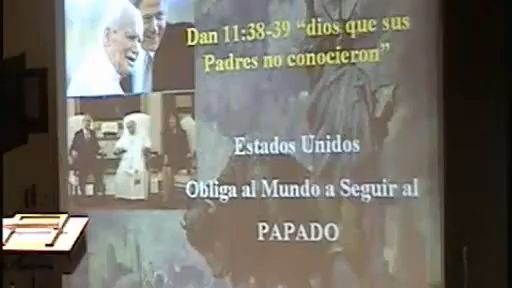 Dan 11:38-39 “dios que sus
Padres no conocieron”
Estados Unidos
Obliga al Mundo a Seguir al
PAPADO